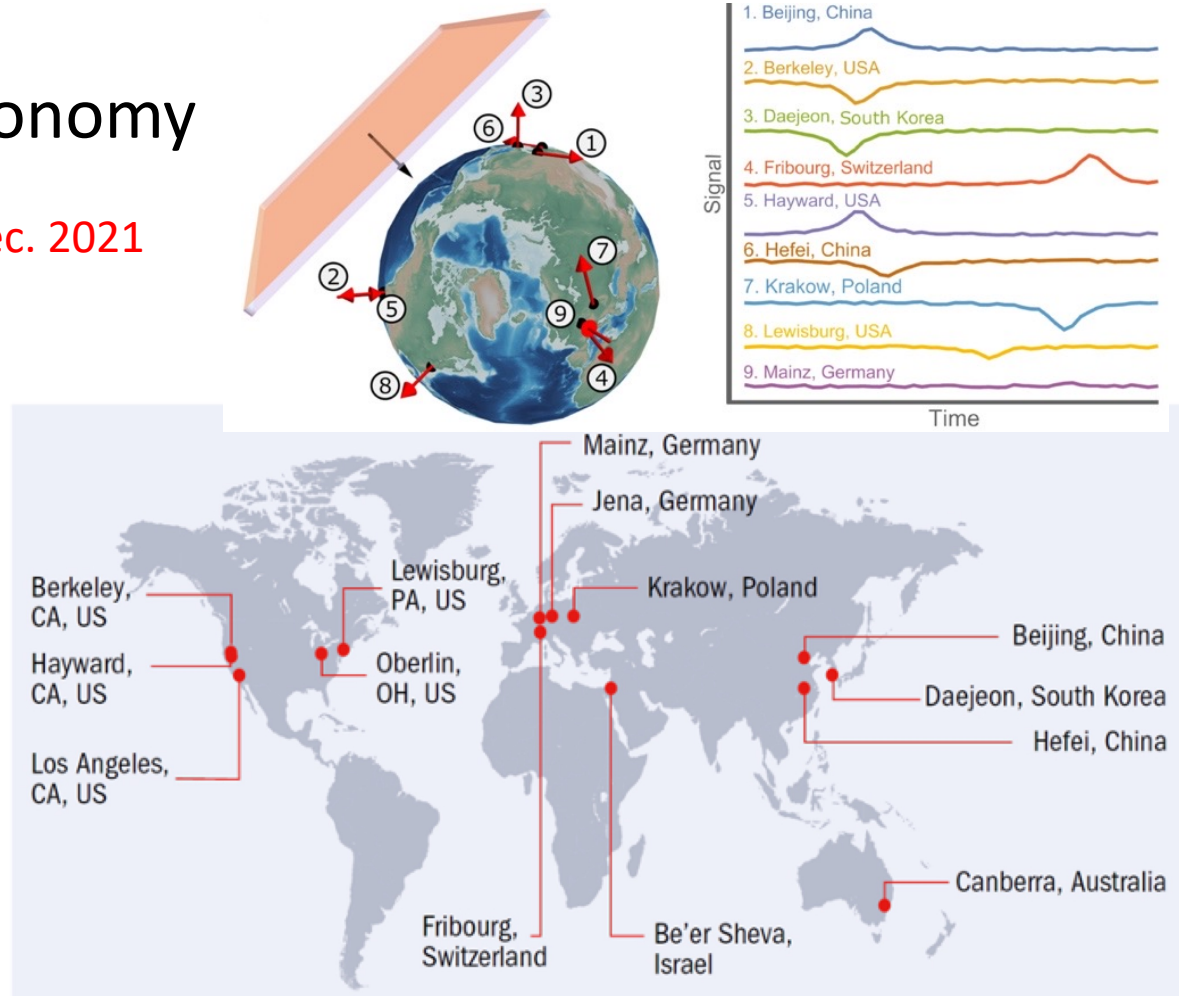 onomy
ec. 2021
3
6
1
7
2
5
9
8
4
Signal
1. Beijing, China
2. Berkeley, USA
3. Daejeon, South Korea
4. Fribourg, Switzerland
5. Hayward, USA
6. Hefei, China
7. Krakow, Poland
8. Lewisburg, USA
9. Mainz, Germany
Time
Mainz, Germany
Jena, Germany
Krakow, Poland
Berkeley,
CA, US
Lewisburg,
PA, US
Hayward,
CA, US
Oberlin,
OH, US
Los Angeles,
CA, US
Beijing, China
Daejeon, South Korea
Hefei, China
Canberra, Australia
Fribourg,
Switzerland
Be'er Sheva,
Israel